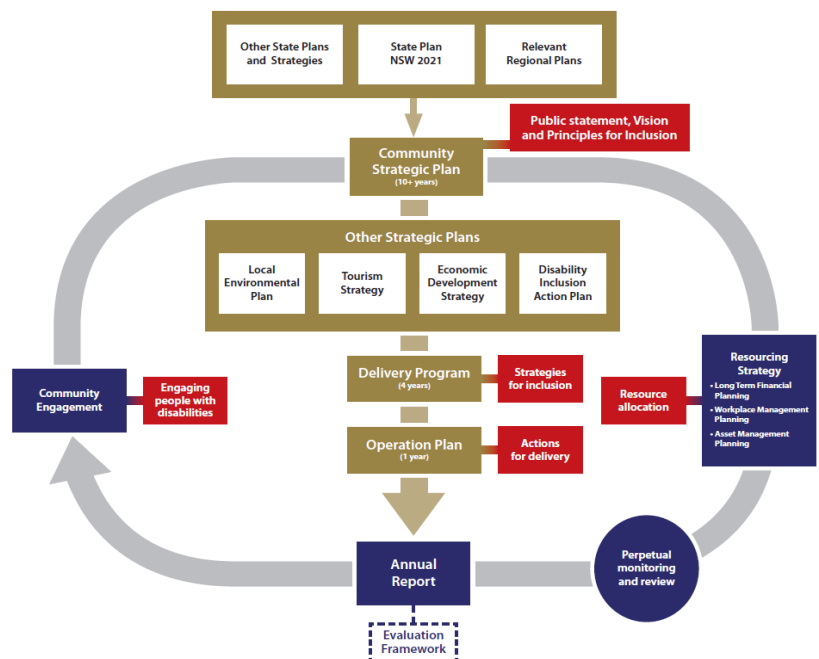 Other State Plans
and Strategies
State Plan
NSW 2021
Relevant
Regional Plans
Public statement, Vision
and Principles for Inclusion
Community
Strategic Plan
(10+ years)
Other Strategic Plans
Local
Environmental
Plan
Tourism
Strategy
Economic
Development
Strategy
Disability
Inclusion
Action Plan
Delivery Program
(4 years)
Strategies
for inclusion
Community
Engagement
Engaging
people with
disabilities
Resource
allocation
Resourcing
Strategy
• Long Term Financial
Planning
• Workplace Management
Planning
• Asset Management
Planning
Operation Plan
(1 year)
Actions
for delivery
Annual
Report
Perpetual
monitoring
and review
Evaluation
Framework